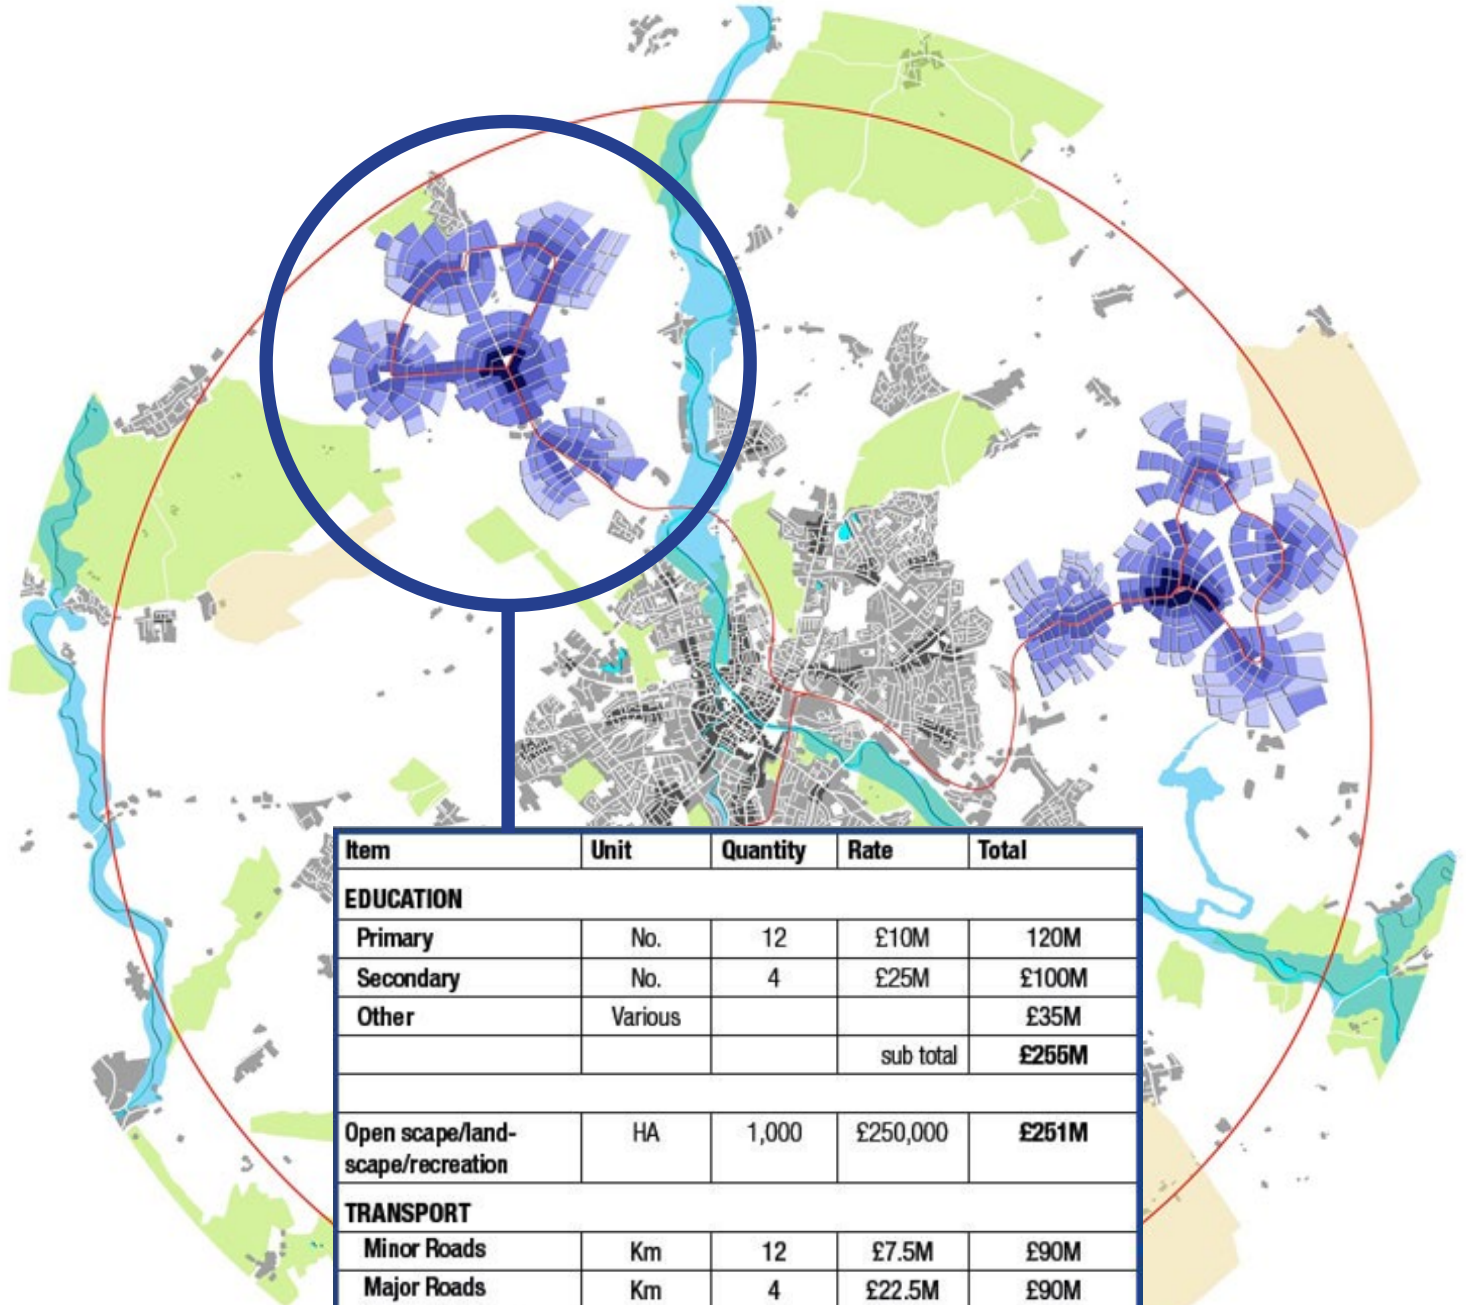 Item Unit Quantity Rate Total
EDUCATION
Primary No. 12 £10M 120M
Secondary No. 4 £25M £100M
Other Various £35M
sub total £255M
Open scape/land- HA 1,000 £250,000 £251M
scape/recreation
TRANSPORT
Minor Roads Km 12 £7.5M £90M
Major Roads Km 4 £22.5M £90M